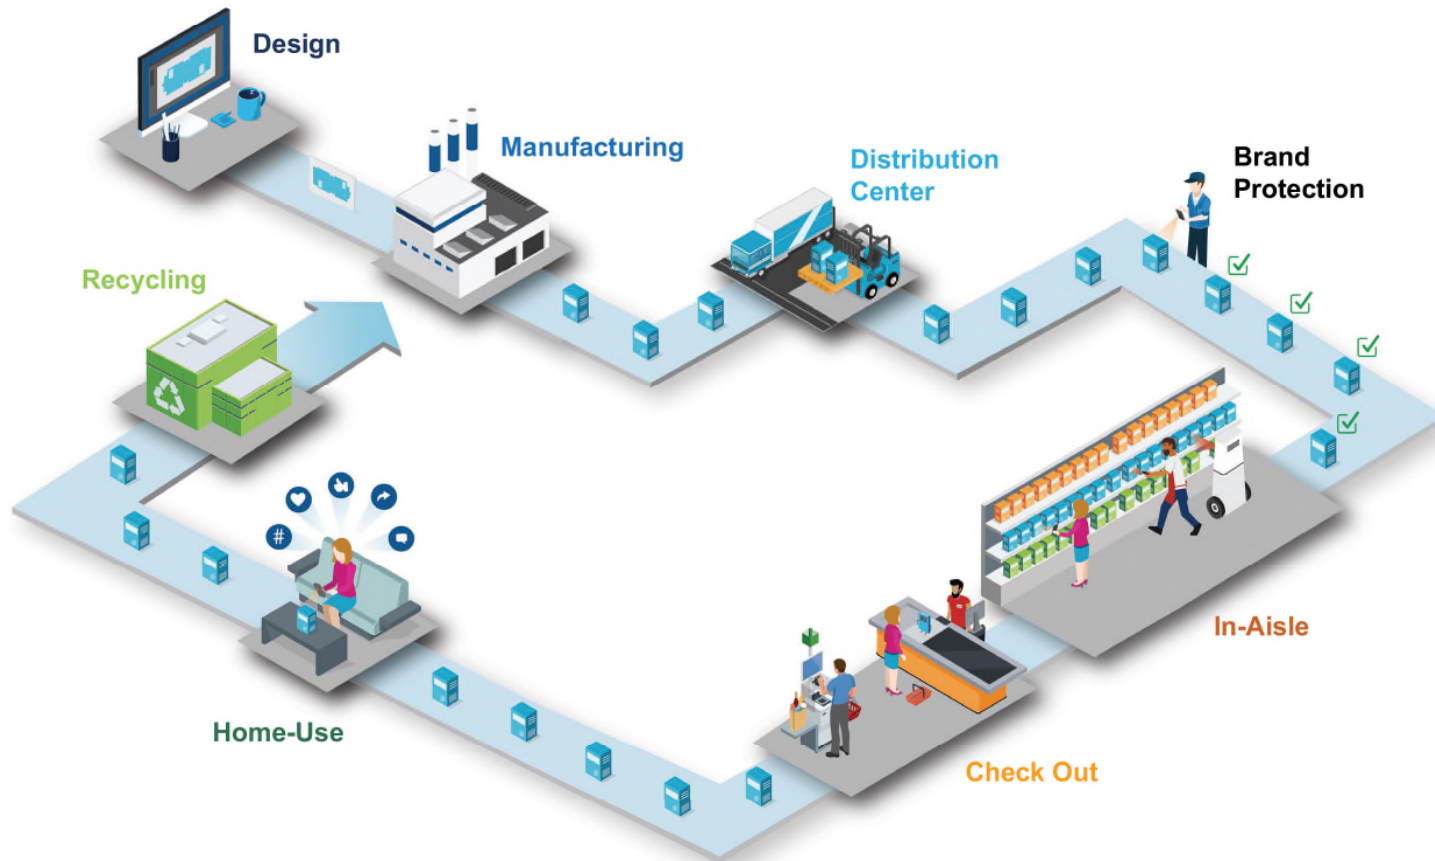 Design
Manufacturing
Distribution
Center
Brand
Protection
Recycling
In-Aisle
Home-Use
Check Out
#